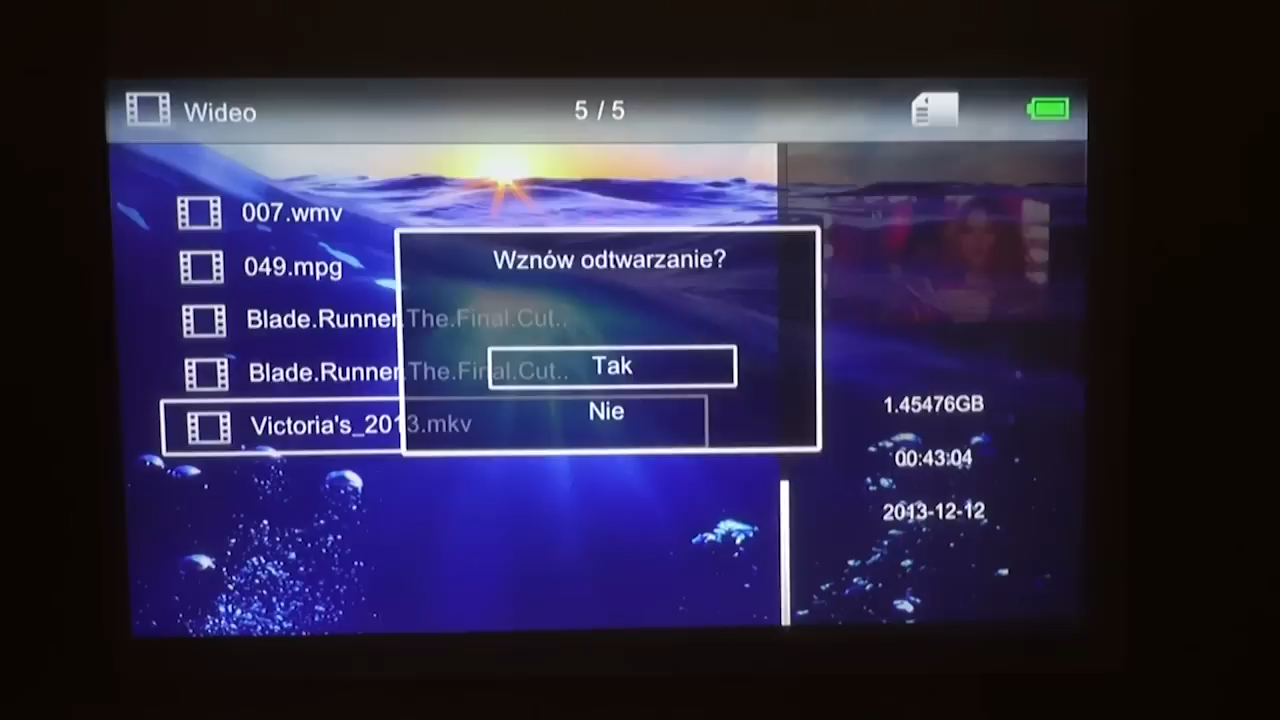 Wideo
5 / 5
007.wmv
049.mpg
Blade.Runner.The.Final.Cut..
Blade.Runner.The.Final.Cut..
Victoria's_2013.mkv
Wznów odtwarzanie?
Tak
Nie
1.45476GB
00:43:04
2013-12-12